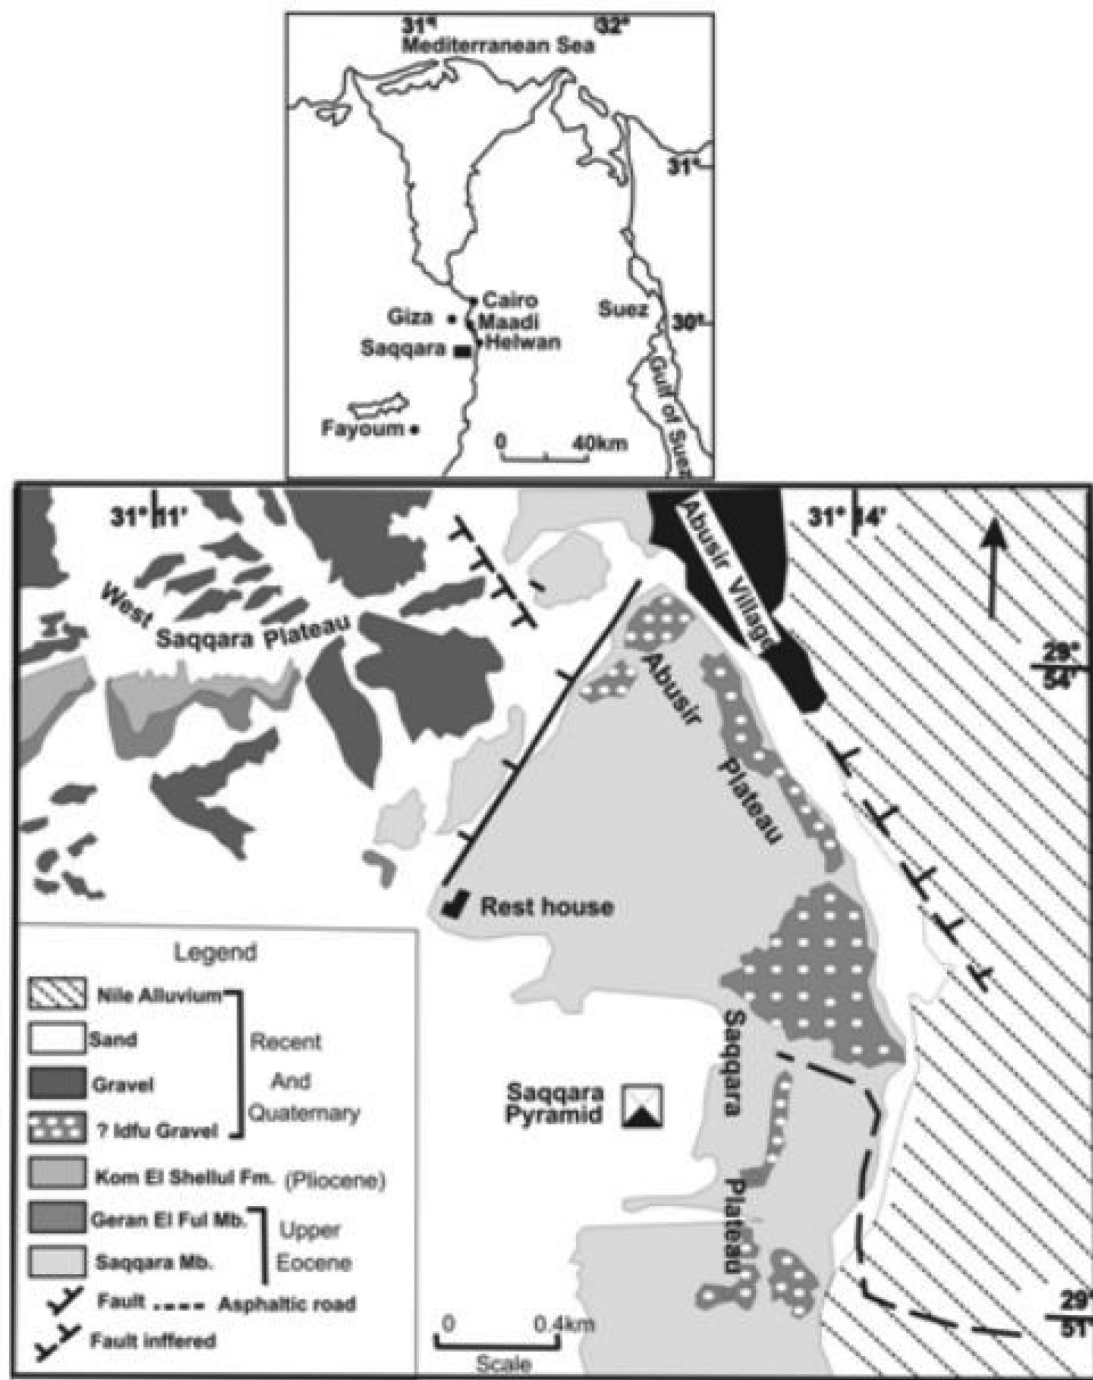 31° 32°
Mediterranean Sea
31°
Cairo
Giza
Maadi
Suez
30°
Saqqara
Helwan
Gulf of Suez
Fayoum
0 40km
31° 11'
31° 14'
Abusir Village
West
Saqqara Plateau
29°
54'
Abusir
Plateau
Rest house
Saqqara
Plateau
Saqqara
Pyramid
Legend
Nile Alluvium
Sand
Gravel
? Idfu Gravel
Recent
And
Quaternary
Kom El Shellul Fm. (Pliocene)
Geran El Ful Mb.
Saqqara Mb.
Upper
Eocene
Fault
Asphaltic road
Fault inffered
0 0.4km
Scale
29°
51'